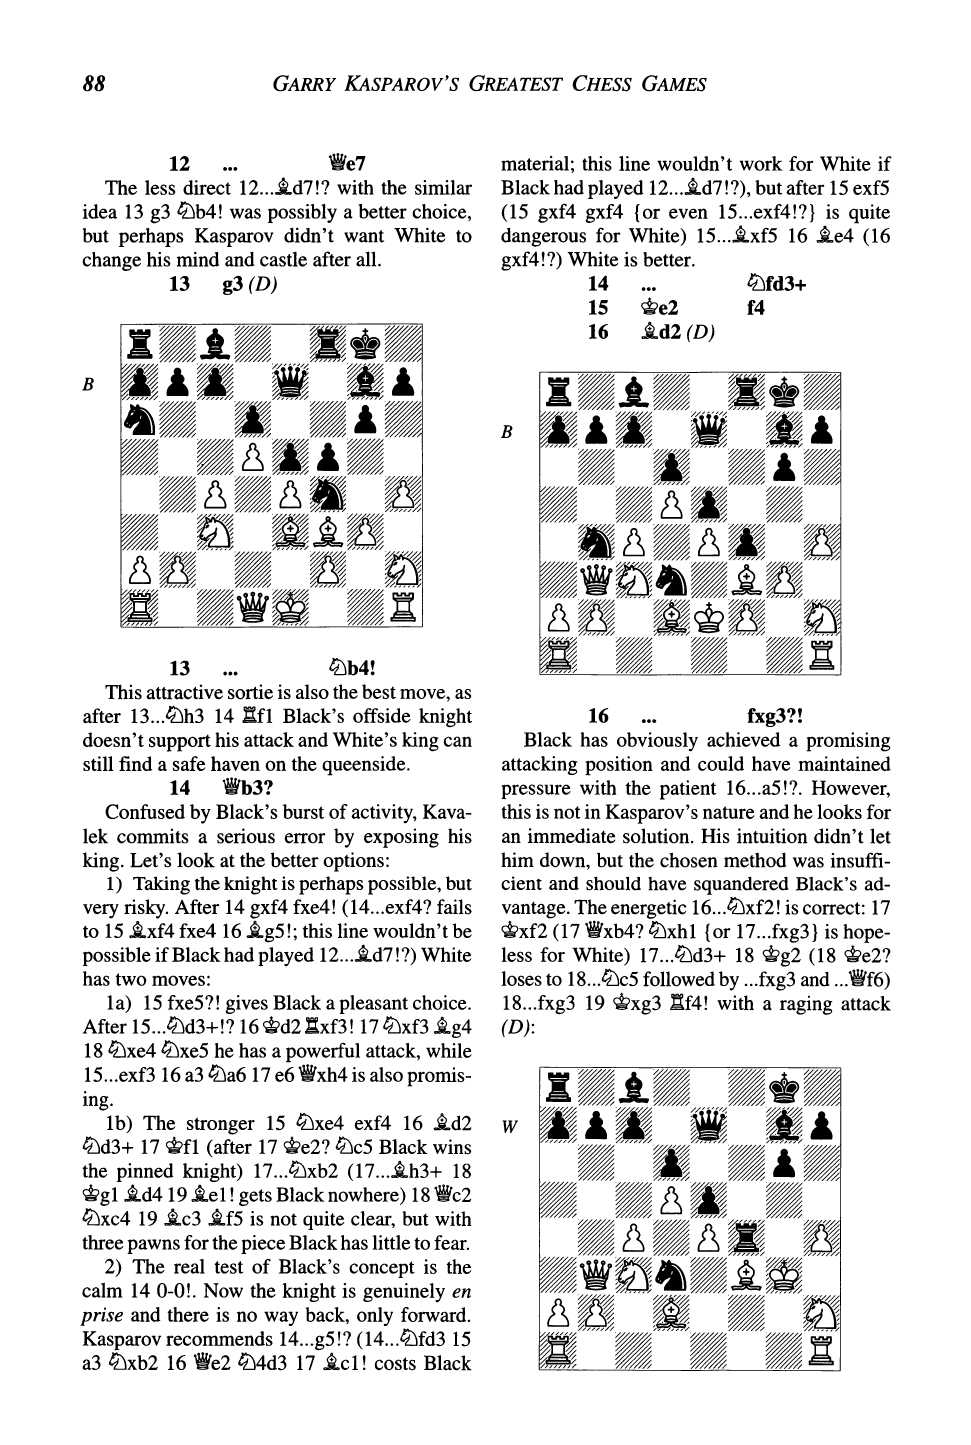 88
GARRY KASPAROV'S GREATEST CHESS GAMES
12 ... ♕e7
The less direct 12...♗d7!? with the similar
idea 13 g3 ♘b4! was possibly a better choice,
but perhaps Kasparov didn't want White to
change his mind and castle after all.
13 g3 (D)
B
13 ... ♘b4!
This attractive sortie is also the best move, as
after 13...♘h3 14 ♖f1 Black's offside knight
doesn't support his attack and White's king can
still find a safe haven on the queenside.
14 ♕b3?
Confused by Black's burst of activity, Kava-
lek commits a serious error by exposing his
king. Let's look at the better options:
1) Taking the knight is perhaps possible, but
very risky. After 14 gxf4 fxe4! (14...exf4? fails
to 15 ♗xf4 fxe4 16 ♗g5!; this line wouldn't be
possible if Black had played 12...♗d7!?) White
has two moves:
1a) 15 fxe5?! gives Black a pleasant choice.
After 15...♘d3+!? 16 ♔d2 ♖xf3! 17 ♘xf3 ♗g4
18 ♘xe4 ♘xe5 he has a powerful attack, while
15...exf3 16 a3 ♘a6 17 e6 ♕xh4 is also promis-
ing.
1b) The stronger 15 ♘xe4 exf4 16 ♗d2
♘d3+ 17 ♔f1 (after 17 ♔e2? ♘c5 Black wins
the pinned knight) 17...♘xb2 (17...♗h3+ 18
♔g1 ♗d4 19 ♗e1! gets Black nowhere) 18 ♕c2
♘xc4 19 ♗c3 ♗f5 is not quite clear, but with
three pawns for the piece Black has little to fear.
2) The real test of Black's concept is the
calm 14 0-0!. Now the knight is genuinely en
prise and there is no way back, only forward.
Kasparov recommends 14...g5!? (14...♘fd3 15
a3 ♘xb2 16 ♕e2 ♘4d3 17 ♗c1! costs Black
material; this line wouldn't work for White if
Black had played 12...♗d7!?), but after 15 exf5
(15 gxf4 gxf4 {or even 15...exf4!?} is quite
dangerous for White) 15...♗xf5 16 ♗e4 (16
gxf4!?) White is better.
14 ... ♘fd3+
15 ♔e2 f4
16 ♗d2 (D)
B
16 ... fxg3?!
Black has obviously achieved a promising
attacking position and could have maintained
pressure with the patient 16...a5!?. However,
this is not in Kasparov's nature and he looks for
an immediate solution. His intuition didn't let
him down, but the chosen method was insuffi-
cient and should have squandered Black's ad-
vantage. The energetic 16...♘xf2! is correct: 17
♔xf2 (17 ♕xb4? ♘xh1 {or 17...fxg3} is hope-
less for White) 17...♘d3+ 18 ♔g2 (18 ♔e2?
loses to 18...♘c5 followed by ...fxg3 and ...♕f6)
18...fxg3 19 ♔xg3 ♖f4! with a raging attack
(D):
W